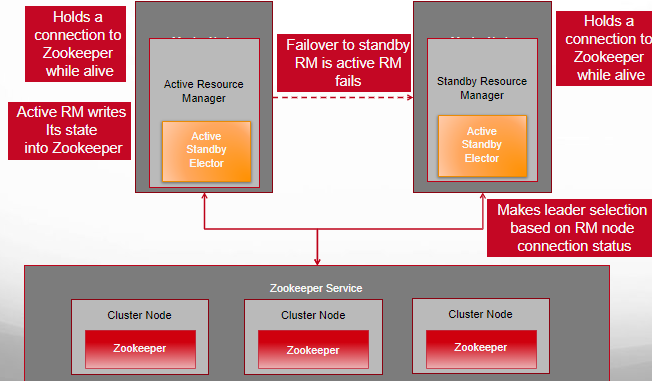 Holds a
connection to
Zookeeper
while alive
Failover to standby
RM is active RM
fails
Holds a
connection to
Zookeeper
while alive
Active RM writes
Its state
into Zookeeper
Active Resource
Manager
Active
Standby
Elector
Standby Resource
Manager
Active
Standby
Elector
Makes leader selection
based on RM node
connection status
Zookeeper Service
Cluster Node
Zookeeper
Cluster Node
Zookeeper
Cluster Node
Zookeeper